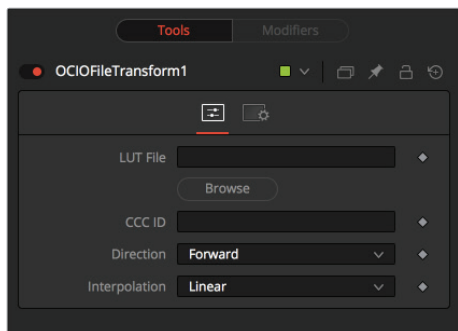 Tools Modifiers
OCIOFileTransform1
LUT File
Browse
CCC ID
Direction Forward
Interpolation Linear